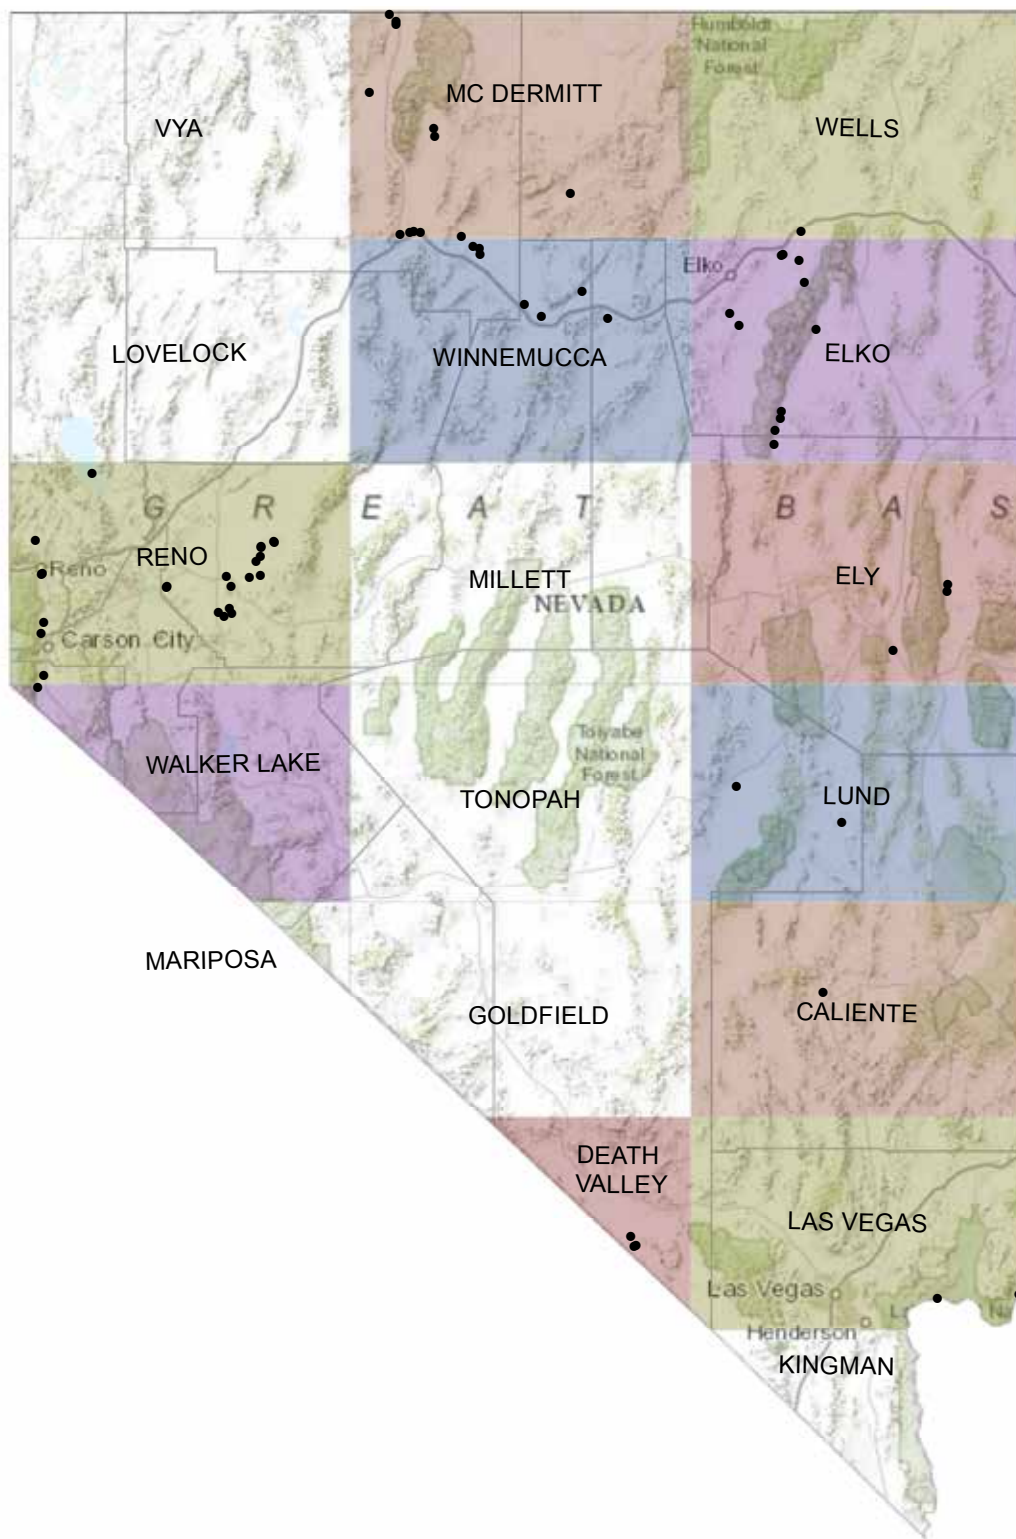 Humboldt
National
Forest
MC DERMITT
VYA
WELLS
Elko
LOVELOCK
WINNEMUCCA
ELKO
G R E A T B A S
RENO
Reno
MILLETT
ELY
NEVADA
Carson City
WALKER LAKE
Toiyabe
National
Forest
TONOPAH
LUND
MARIPOSA
GOLDFIELD
CALIENTE
DEATH
VALLEY
LAS VEGAS
Las Vegas
Henderson
KINGMAN